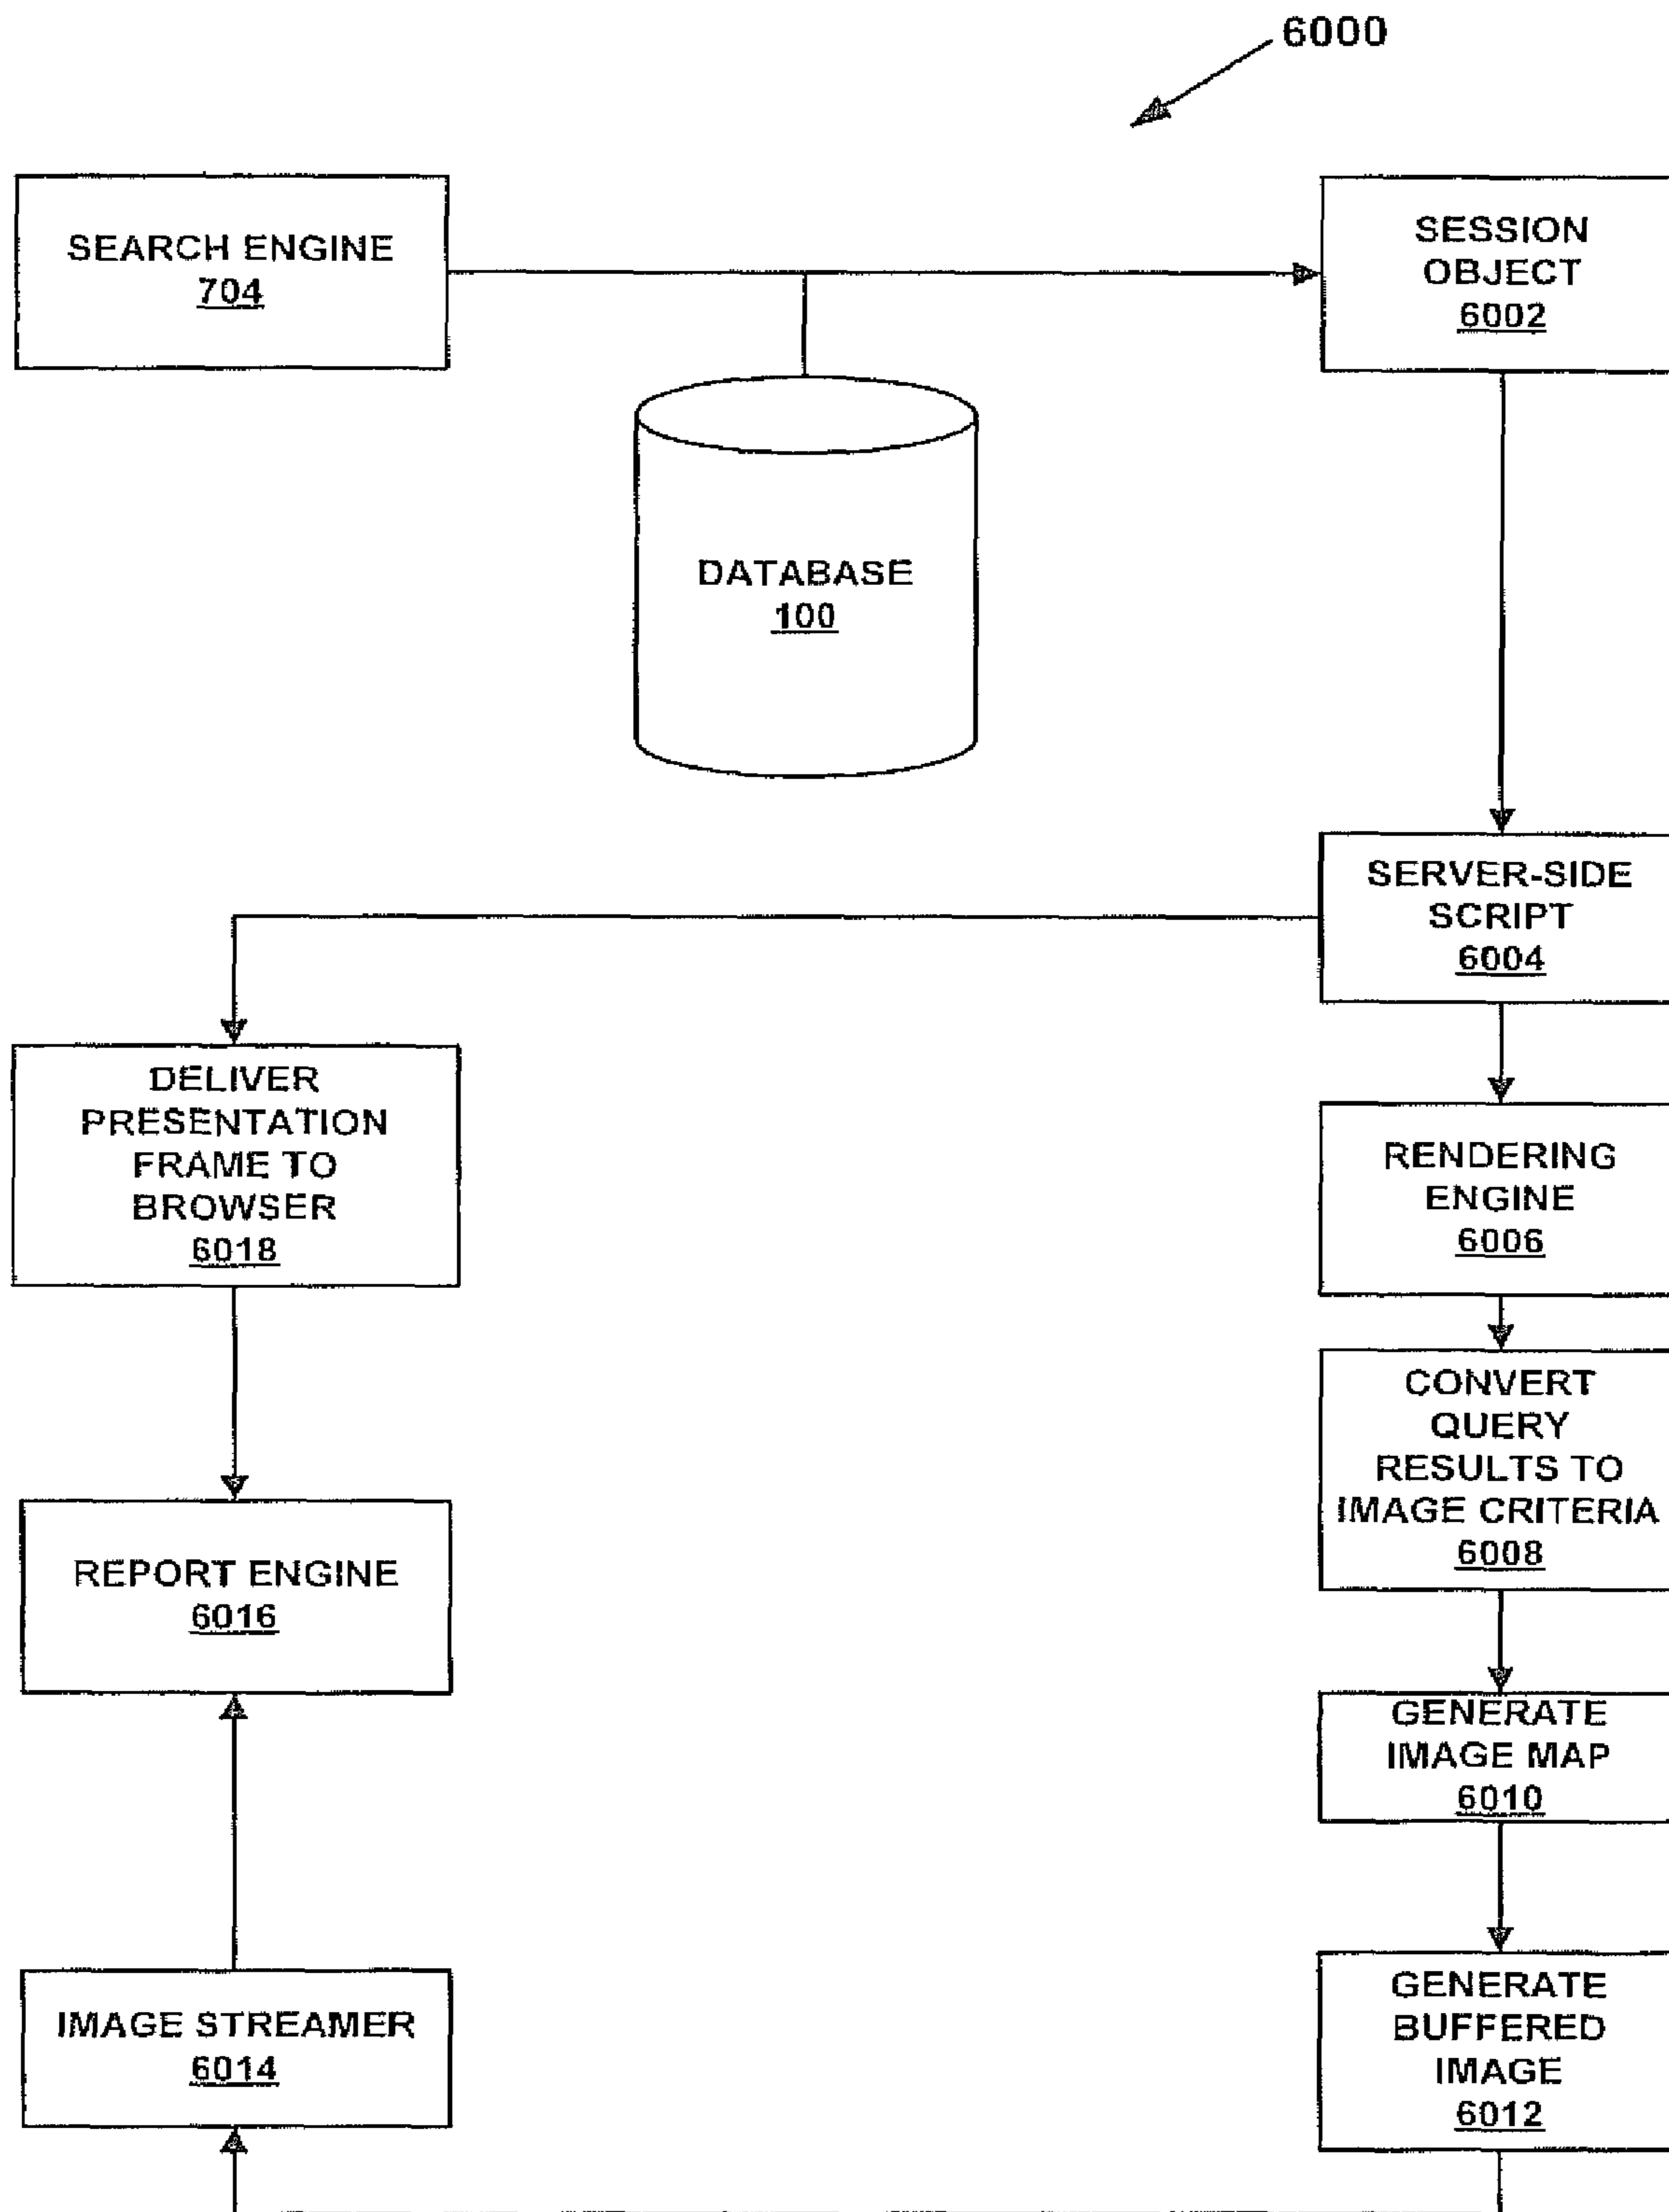 6000
SEARCH ENGINE
704
SESSION
OBJECT
6002
DATABASE
100
SERVER-SIDE
SCRIPT
6004
DELIVER
PRESENTATION
FRAME TO
BROWSER
6018
RENDERING
ENGINE
6006
CONVERT
QUERY
RESULTS TO
IMAGE CRITERIA
6008
REPORT ENGINE
6016
GENERATE
IMAGE MAP
6010
IMAGE STREAMER
6014
GENERATE
BUFFERED
IMAGE
6012